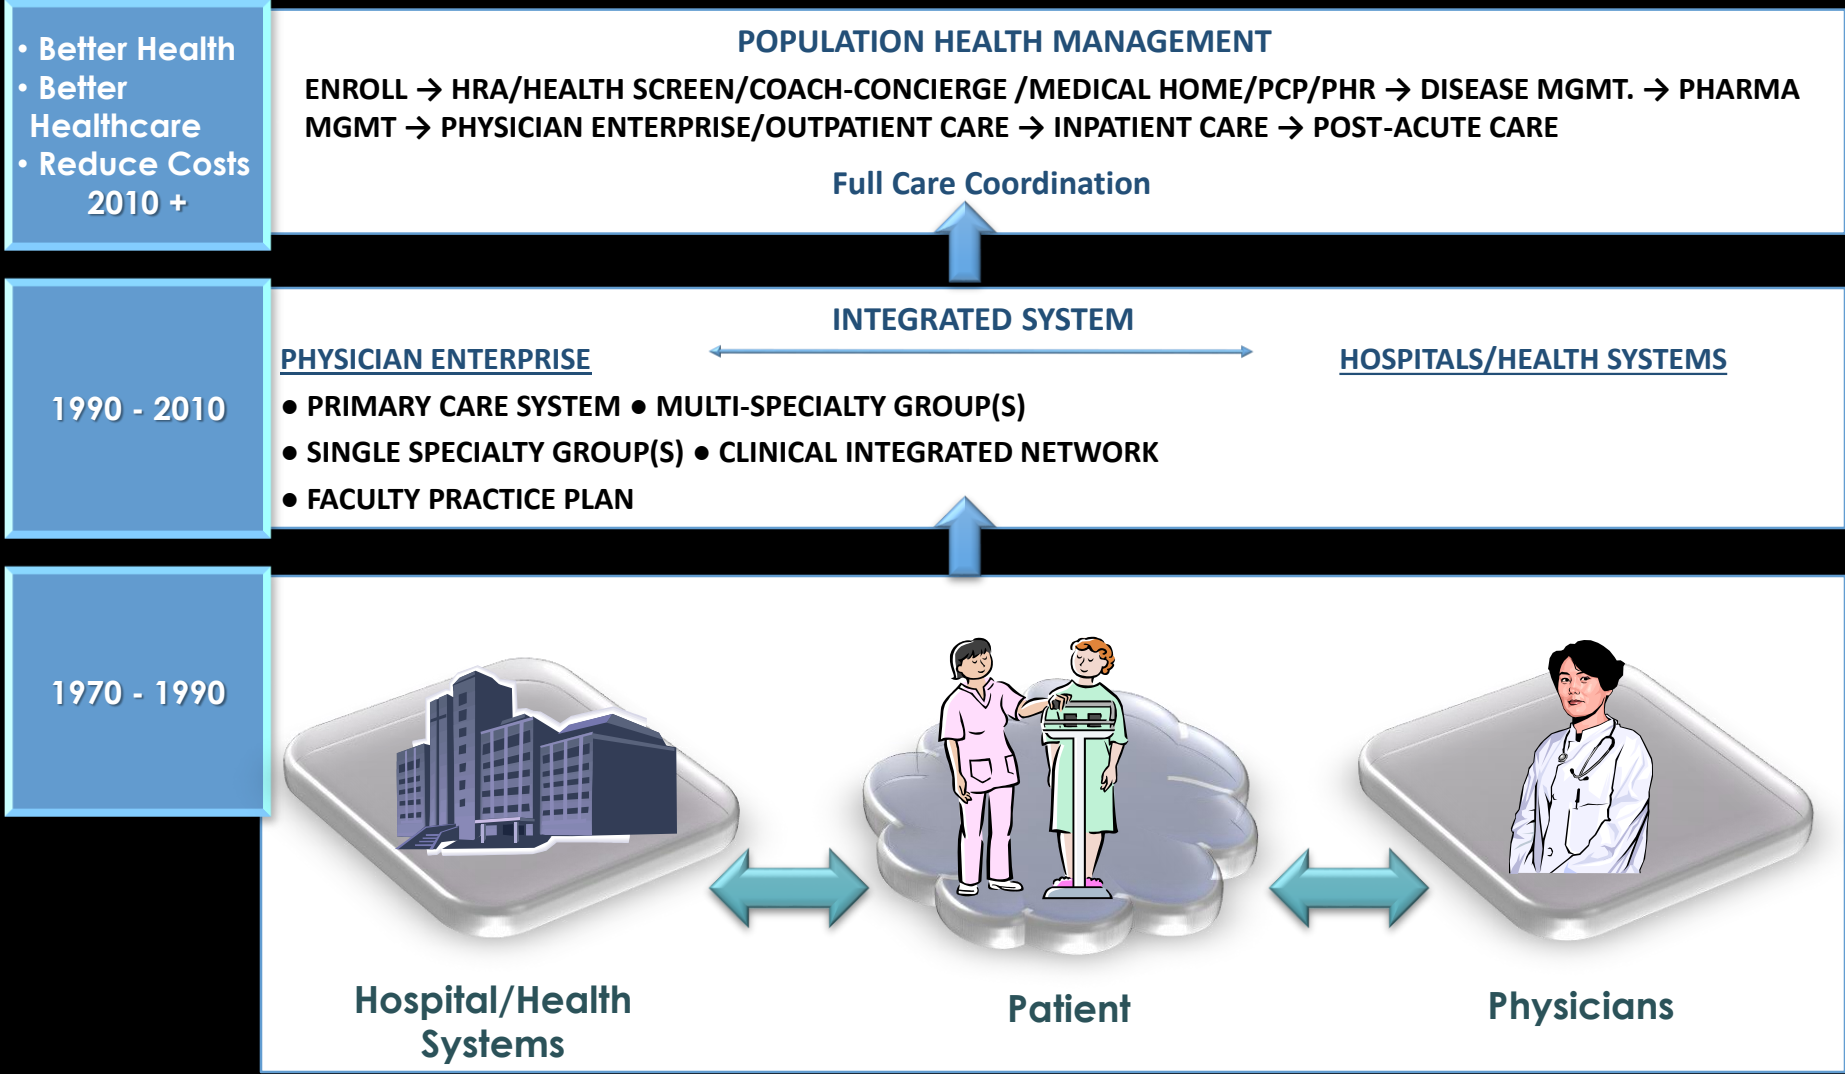 • Better Health
• Better
Healthcare
• Reduce Costs
2010 +
POPULATION HEALTH MANAGEMENT
ENROLL → HRA/HEALTH SCREEN/COACH-CONCIERGE /MEDICAL HOME/PCP/PHR → DISEASE MGMT. → PHARMA
MGMT → PHYSICIAN ENTERPRISE/OUTPATIENT CARE → INPATIENT CARE → POST-ACUTE CARE
Full Care Coordination
1990 - 2010
INTEGRATED SYSTEM
PHYSICIAN ENTERPRISE
HOSPITALS/HEALTH SYSTEMS
● PRIMARY CARE SYSTEM ● MULTI-SPECIALTY GROUP(S)
● SINGLE SPECIALTY GROUP(S) ● CLINICAL INTEGRATED NETWORK
● FACULTY PRACTICE PLAN
1970 - 1990
Hospital/Health
Systems
Patient
Physicians